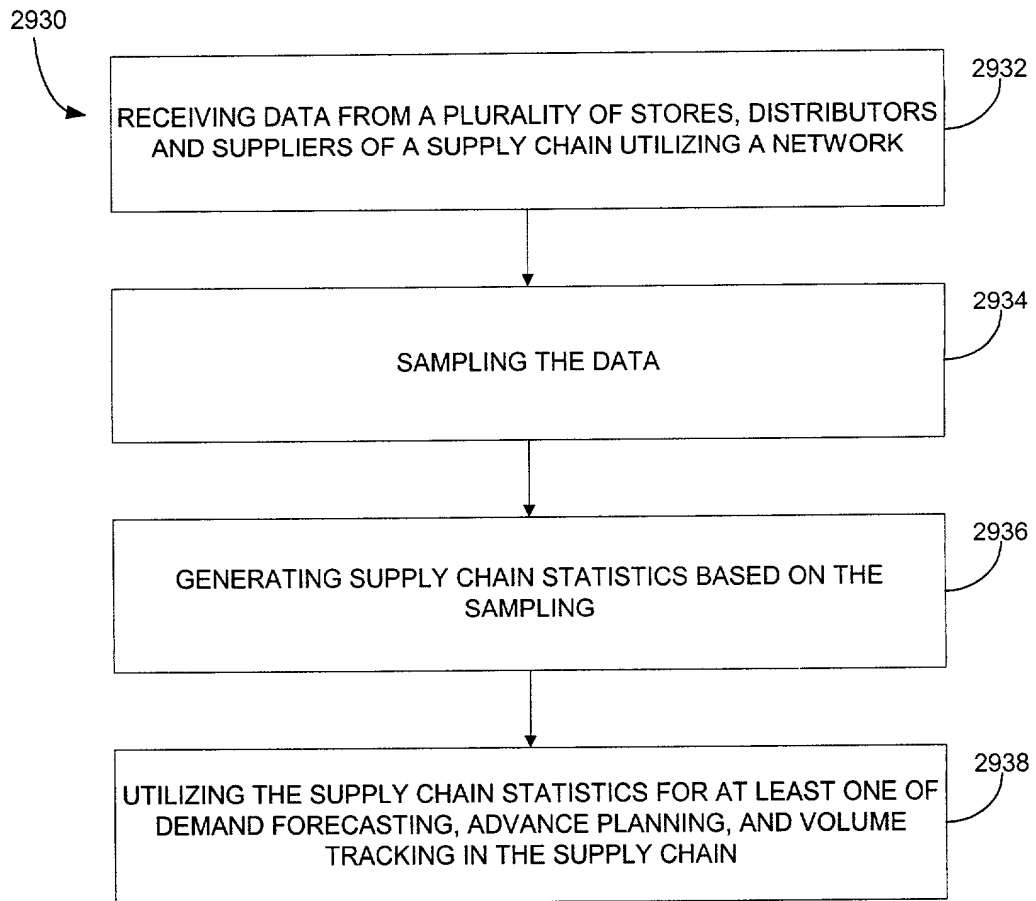 2930
2932
RECEIVING DATA FROM A PLURALITY OF STORES, DISTRIBUTORS
AND SUPPLIERS OF A SUPPLY CHAIN UTILIZING A NETWORK
2934
SAMPLING THE DATA
2936
GENERATING SUPPLY CHAIN STATISTICS BASED ON THE
SAMPLING
2938
UTILIZING THE SUPPLY CHAIN STATISTICS FOR AT LEAST ONE OF
DEMAND FORECASTING, ADVANCE PLANNING, AND VOLUME
TRACKING IN THE SUPPLY CHAIN